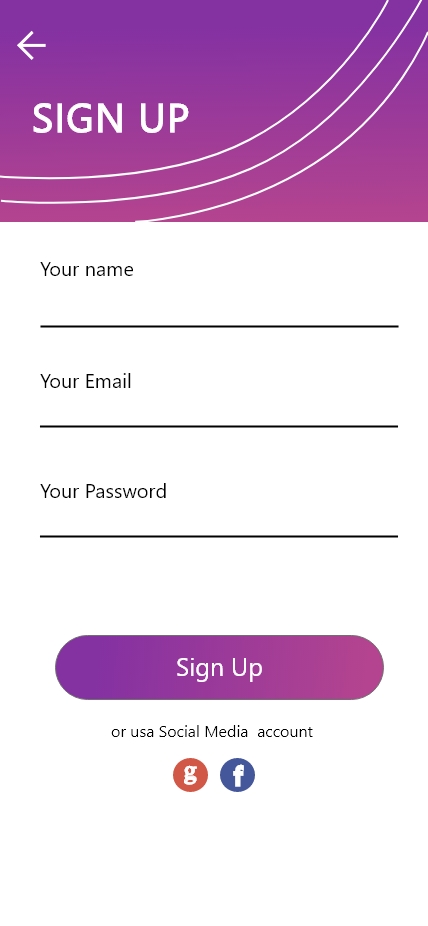 SIGN UP
Your name
Your Email
Your Password
Sign Up
or usa Social Media  account
g f